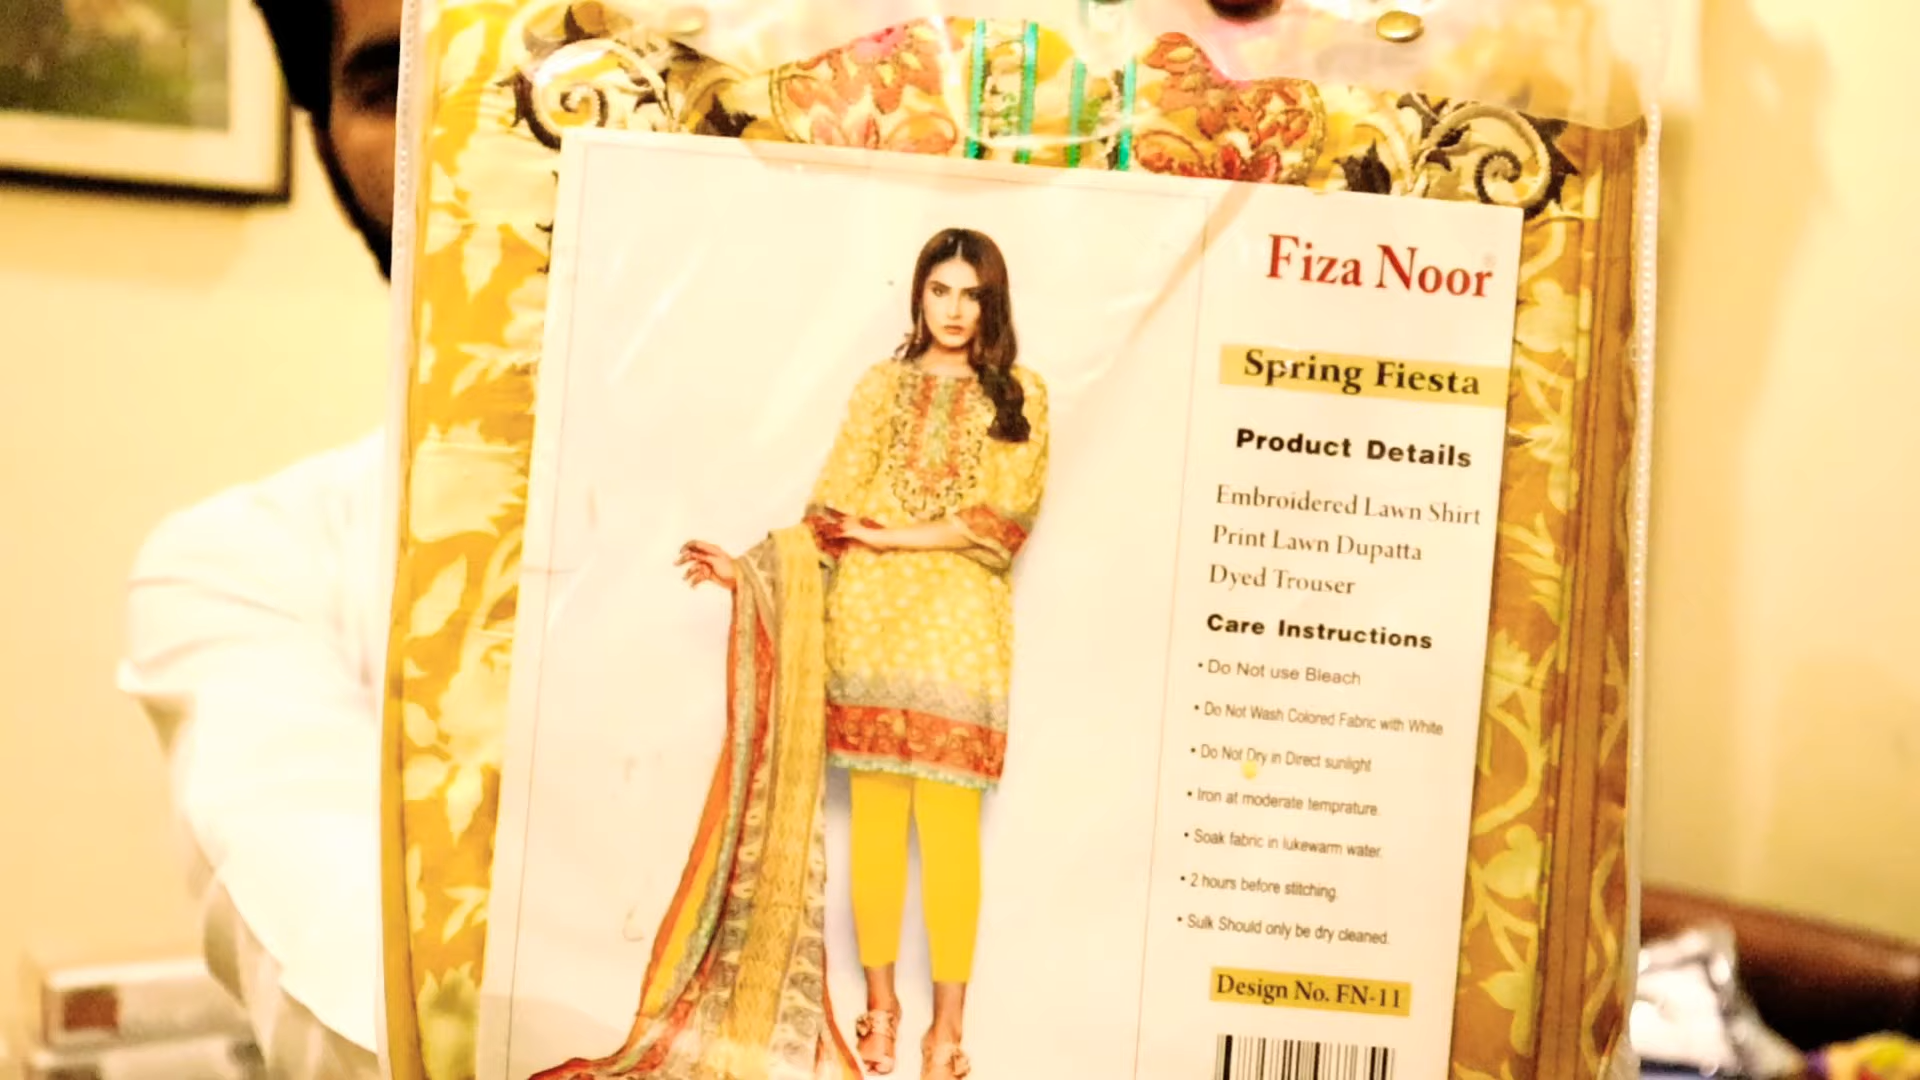 Fiza Noor
Spring Fiesta
Product Details
Embroidered Lawn Shirt
Print Lawn Dupatta
Dyed Trouser
Care Instructions
• Do Not use Bleach
• Do Not Wash Colored Fabric with White
• Do Not Dry in Direct sunlight
• Iron at moderate temprature.
• Soak fabric in lukewarm water.
• 2 hours before stitching.
• Sulk Should only be dry cleaned.
Design No. FN-11